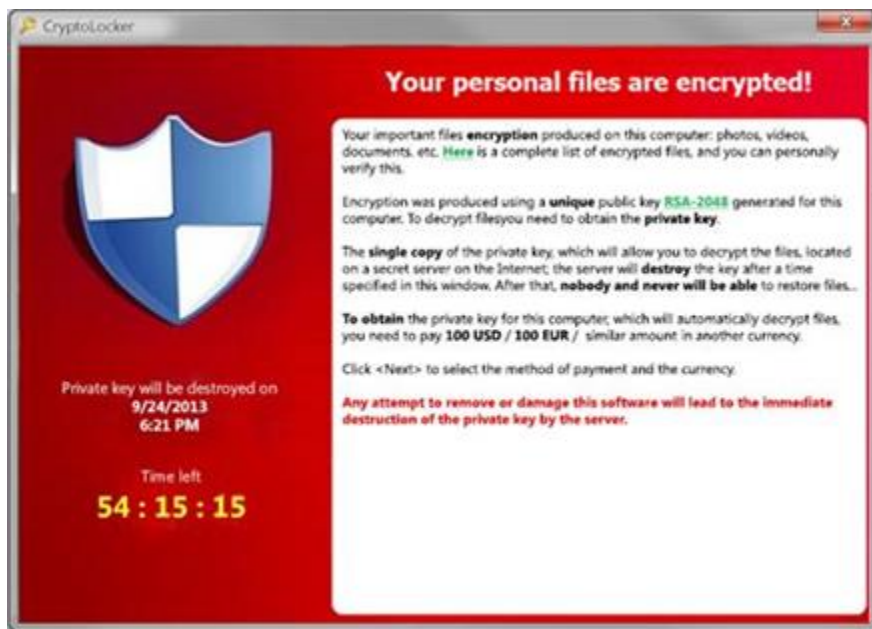 CryptoLocker
Your personal files are encrypted!
Your important files encryption produced on this computer: photos, videos,
documents, etc. Here is a complete list of encrypted files, and you can personally
verify this.
Encryption was produced using a unique public key RSA-2048 generated for this
computer. To decrypt filesyou need to obtain the private key.
The single copy of the private key, which will allow you to decrypt the files, located
on a secret server on the Internet; the server will destroy the key after a time
specified in this window. After that, nobody and never will be able to restore files...
To obtain the private key for this computer, which will automatically decrypt files,
you need to pay 100 USD / 100 EUR / similar amount in another currency.
Click <Next> to select the method of payment and the currency.
Any attempt to remove or damage this software will lead to the immediate
destruction of the private key by the server.
Private key will be destroyed on
9/24/2013
6:21 PM
Time left
54 : 15 : 15